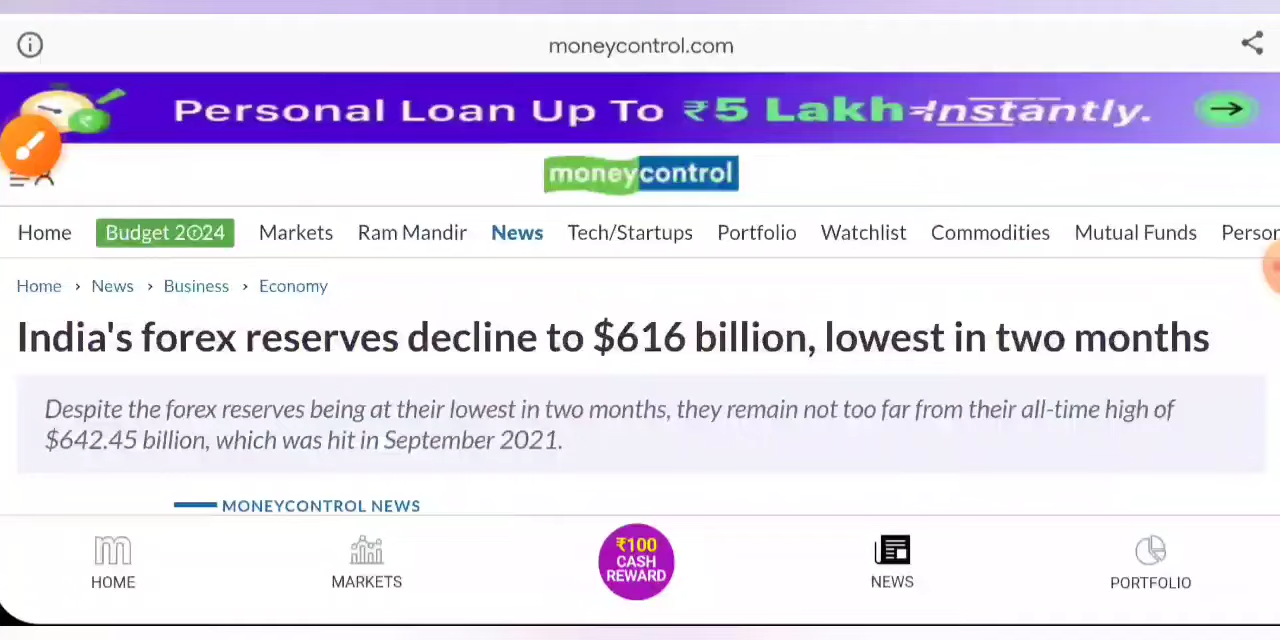 moneycontrol.com
Personal Loan Up To ₹5 Lakh Instantly.
moneycontrol
Home Budget 2024 Markets Ram Mandir News Tech/Startups Portfolio Watchlist Commodities Mutual Funds
Home › News › Business › Economy
India's forex reserves decline to $616 billion, lowest in two months
Despite the forex reserves being at their lowest in two months, they remain not too far from their all-time high of
$642.45 billion, which was hit in September 2021.
MONEYCONTROL NEWS
₹100
CASH
REWARD
HOME MARKETS NEWS PORTFOLIO